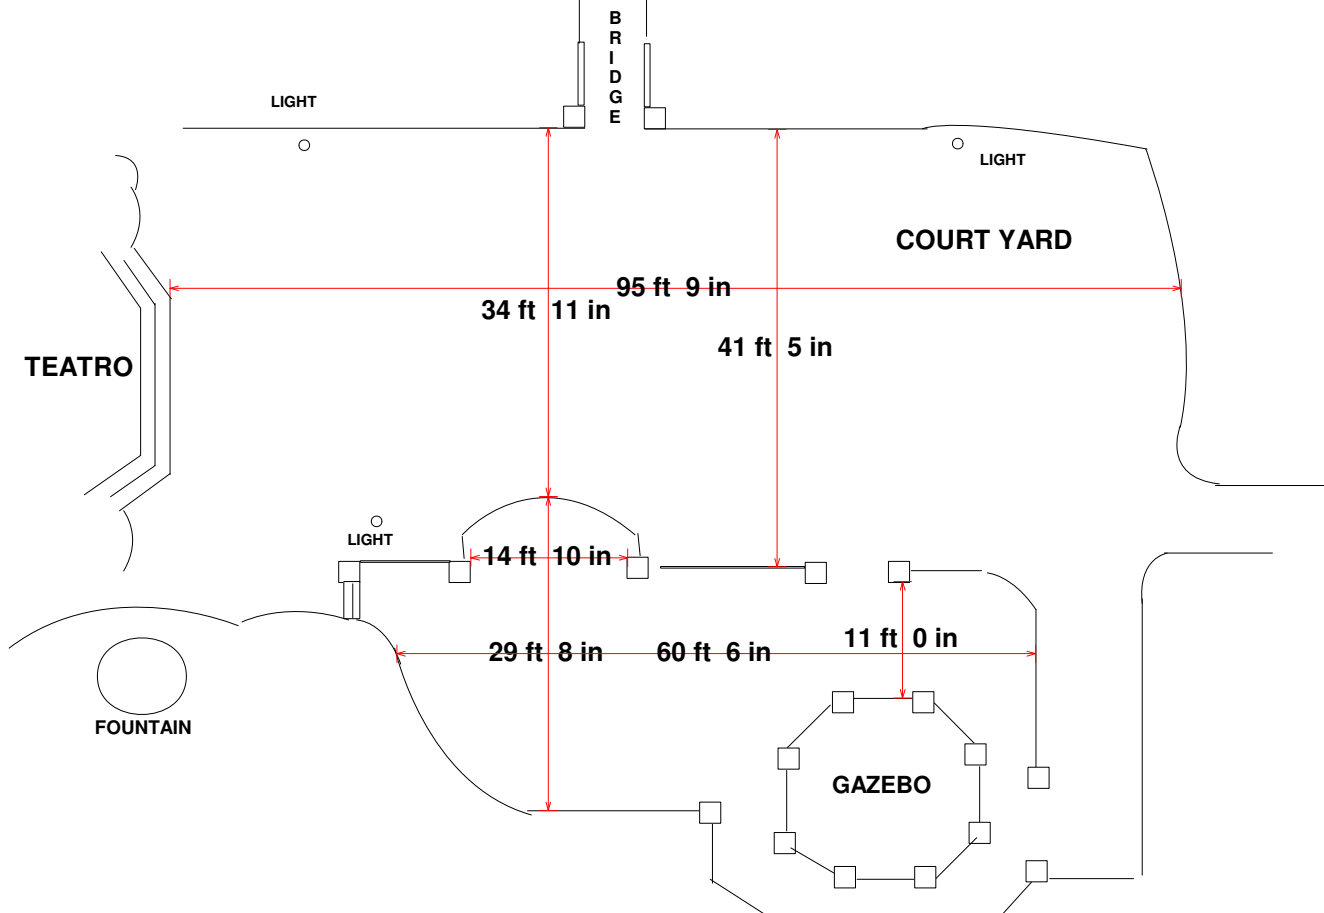 BRIDGE
LIGHT
LIGHT
COURT YARD
95 ft 9 in
34 ft 11 in
41 ft 5 in
TEATRO
LIGHT
14 ft 10 in
11 ft 0 in
29 ft 8 in
60 ft 6 in
FOUNTAIN
GAZEBO